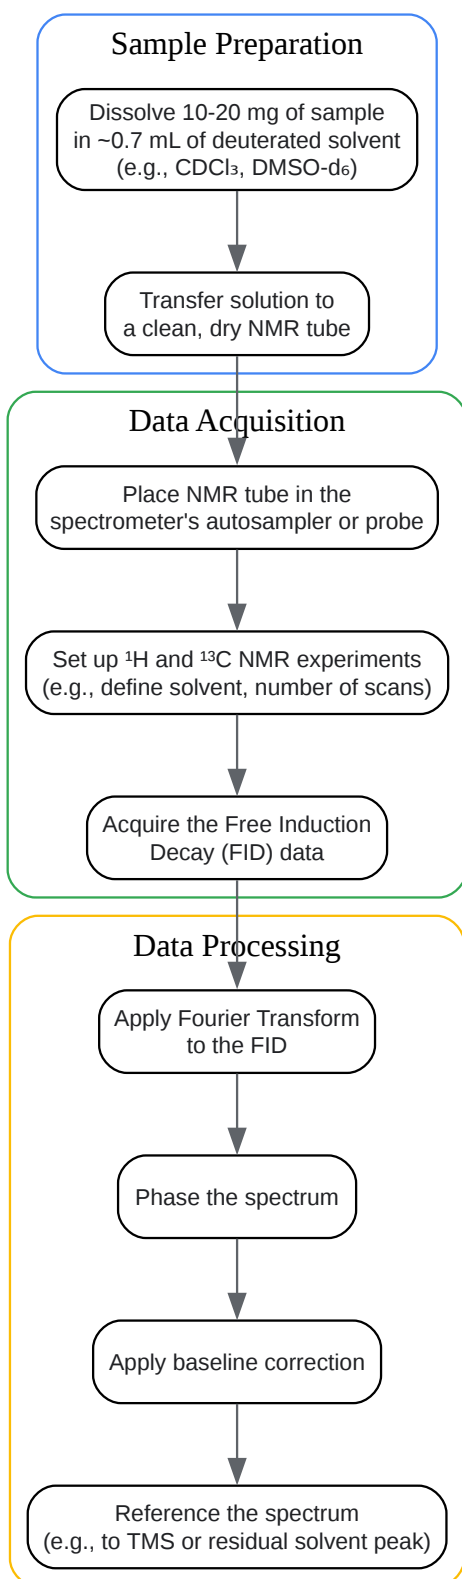 Sample Preparation
Dissolve 10-20 mg of sample
in ~0.7 mL of deuterated solvent
(e.g., CDCl₃, DMSO-d₆)
Transfer solution to
a clean, dry NMR tube
Data Acquisition
Place NMR tube in the
spectrometer's autosampler or probe
Set up ¹H and ¹³C NMR experiments
(e.g., define solvent, number of scans)
Acquire the Free Induction
Decay (FID) data
Data Processing
Apply Fourier Transform
to the FID
Phase the spectrum
Apply baseline correction
Reference the spectrum
(e.g., to TMS or residual solvent peak)